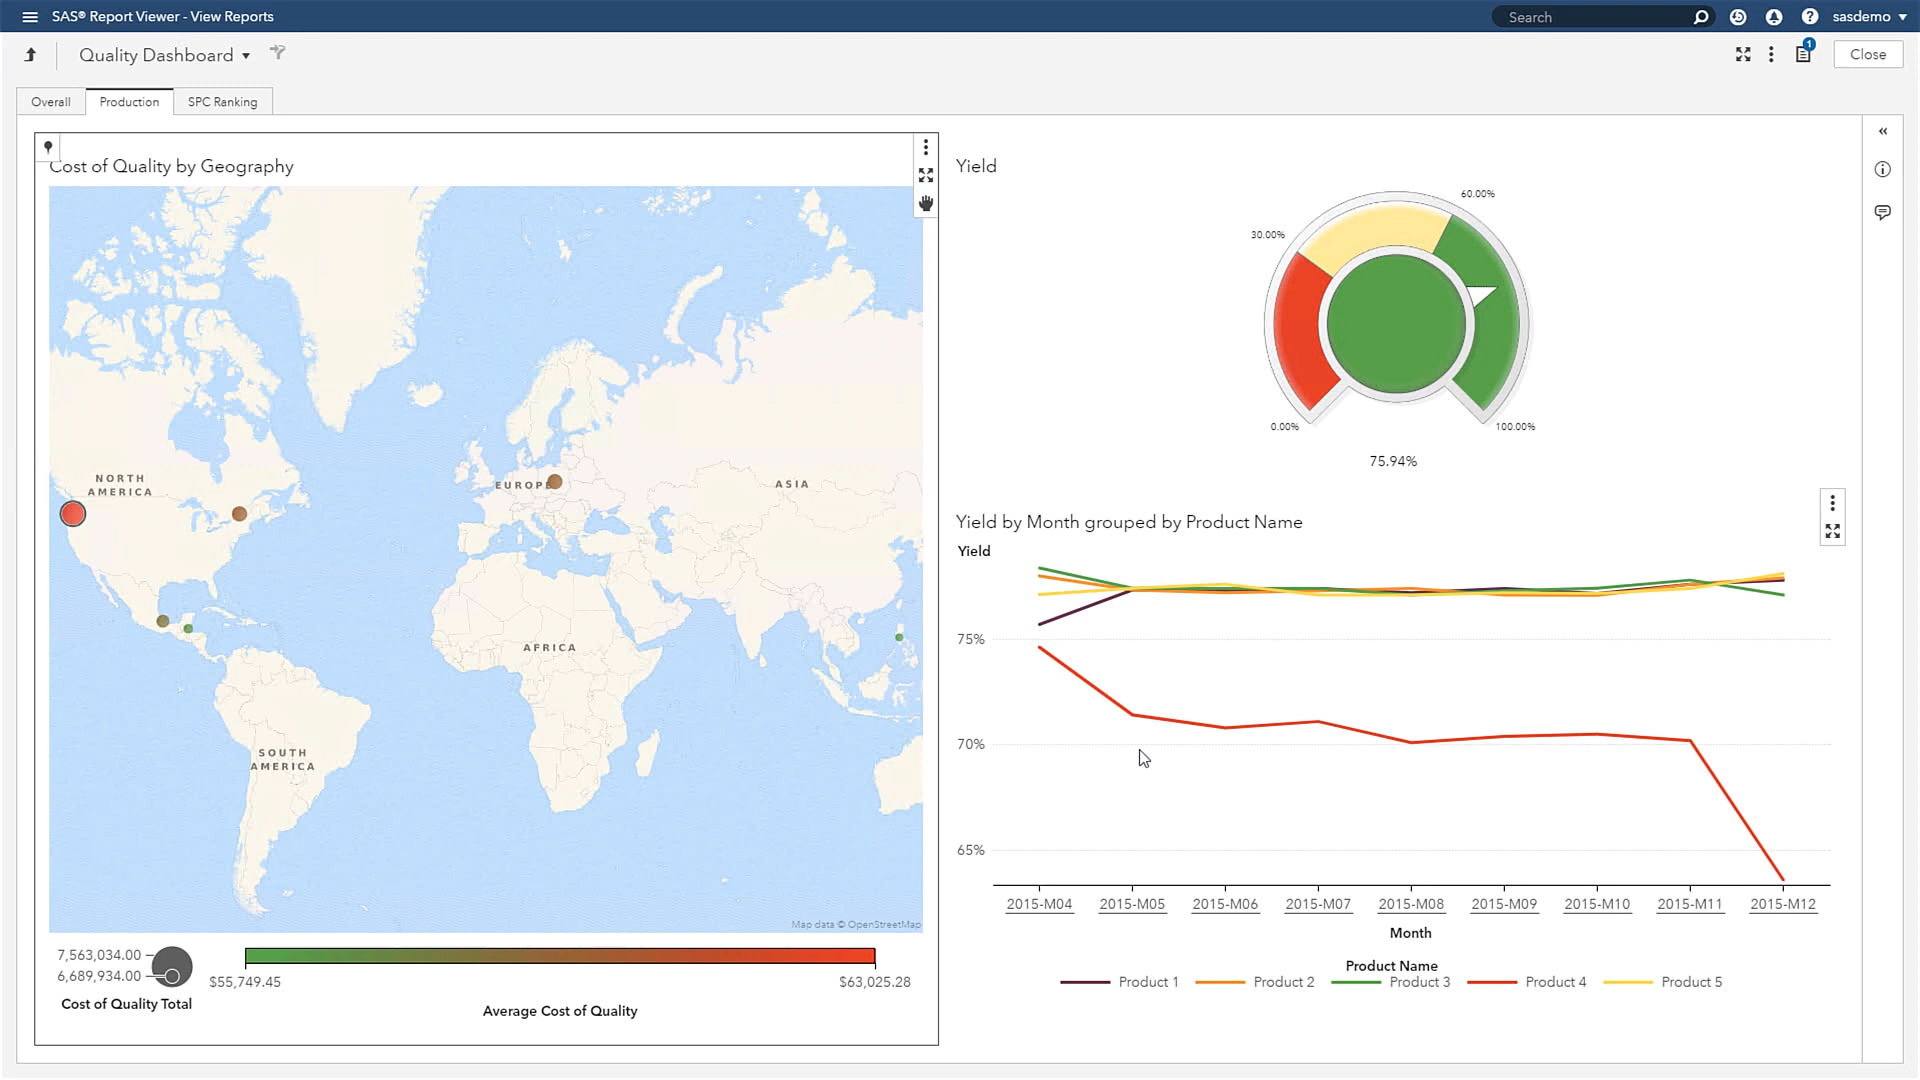 SAS® Report Viewer - View Reports
Search
sasdemo
Quality Dashboard
1
Close
Overall
Production
SPC Ranking
Cost of Quality by Geography
NORTH
AMERICA
EUROPE
ASIA
AFRICA
SOUTH
AMERICA
Map data © OpenStreetMap
7,563,034.00
6,689,934.00
Cost of Quality Total
$55,749.45
$63,025.28
Average Cost of Quality
Yield
60.00%
30.00%
0.00%
100.00%
75.94%
Yield by Month grouped by Product Name
Yield
75%
70%
65%
2015-M04 2015-M05 2015-M06 2015-M07 2015-M08 2015-M09 2015-M10 2015-M11 2015-M12
Month
Product Name
Product 1 Product 2 Product 3 Product 4 Product 5